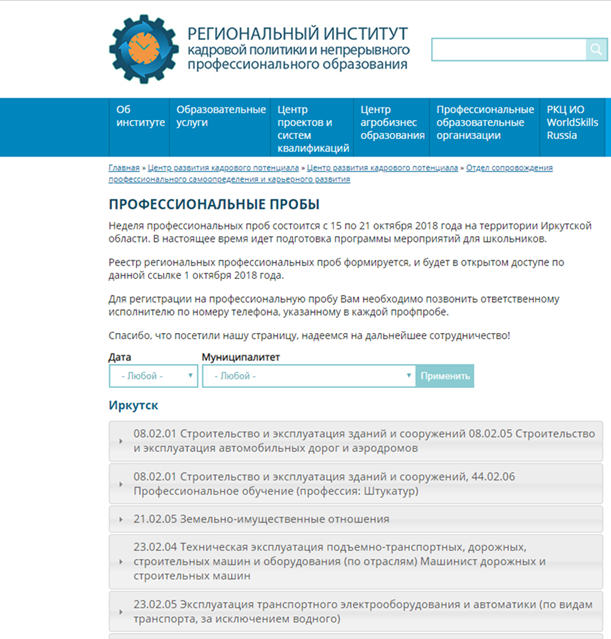 РЕГИОНАЛЬНЫЙ ИНСТИТУТ
кадровой политики и непрерывного
профессионального образования
Об
институте
Образовательные
услуги
Центр
проектов и
систем
квалификаций
Центр
агробизнес
образования
Профессиональные
образовательные
организации
РКЦ ИО
WorldSkills
Russia
Главная » Центр развития кадрового потенциала » Центр развития кадрового потенциала » Отдел сопровождения
профессионального самоопределения и карьерного развития
ПРОФЕССИОНАЛЬНЫЕ ПРОБЫ
Неделя профессиональных проб состоится с 15 по 21 октября 2018 года на территории Иркутской
области. В настоящее время идет подготовка программы мероприятий для школьников.
Реестр региональных профессиональных проб формируется, и будет в открытом доступе по
данной ссылке 1 октября 2018 года.
Для регистрации на профессиональную пробу Вам необходимо позвонить ответственному
исполнителю по номеру телефона, указанному в каждой профпробе.
Спасибо, что посетили нашу страницу, надеемся на дальнейшее сотрудничество!
Дата Муниципалитет
- Любой - - Любой - Применить
Иркутск
08.02.01 Строительство и эксплуатация зданий и сооружений 08.02.05 Строительство
и эксплуатация автомобильных дорог и аэродромов
08.02.01 Строительство и эксплуатация зданий и сооружений, 44.02.06
Профессиональное обучение (профессия: Штукатур)
21.02.05 Земельно-имущественные отношения
23.02.04 Техническая эксплуатация подъемно-транспортных, дорожных,
строительных машин и оборудования (по отраслям) Машинист дорожных и
строительных машин
23.02.05 Эксплуатация транспортного электрооборудования и автоматики (по видам
транспорта, за исключением водного)